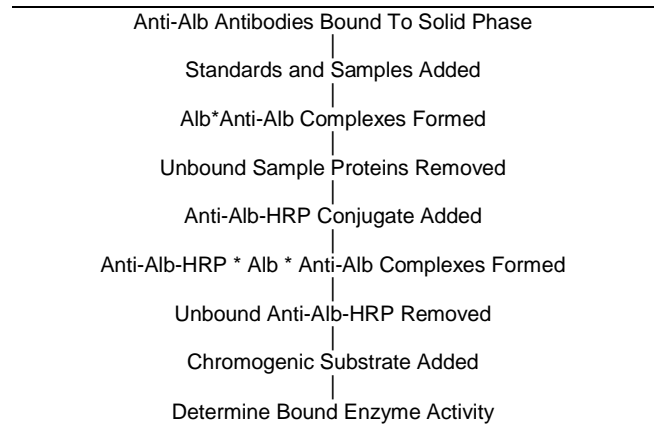 Anti-Alb Antibodies Bound To Solid Phase
Standards and Samples Added
Alb*Anti-Alb Complexes Formed
Unbound Sample Proteins Removed
Anti-Alb-HRP Conjugate Added
Anti-Alb-HRP * Alb * Anti-Alb Complexes Formed
Unbound Anti-Alb-HRP Removed
Chromogenic Substrate Added
Determine Bound Enzyme Activity